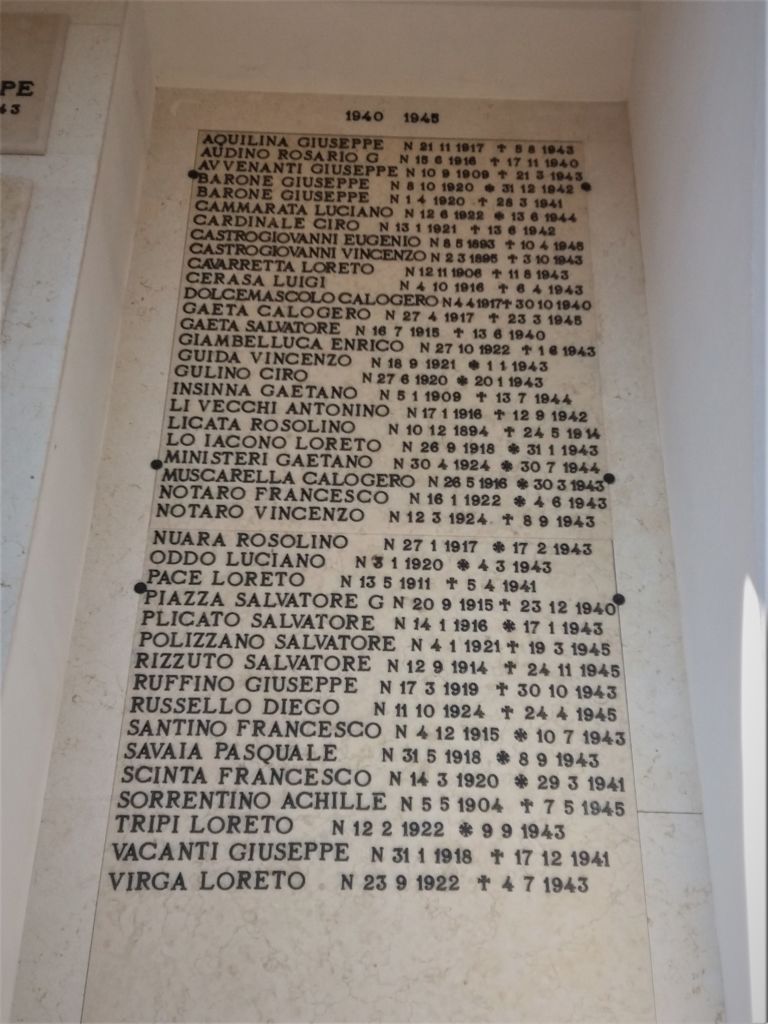 PE
43
1940 1945
AQUILINA GIUSEPPE N 21 11 1917 ✝ 5 8 1943
AUDINO ROSARIO G N 15 6 1916 ✝ 17 11 1940
AVVENANTI GIUSEPPE N 10 9 1909 ✝ 21 3 1943
BARONE GIUSEPPE N 8 10 1920 ✽ 31 12 1942
BARONE GIUSEPPE N 1 4 1920 ✝ 28 3 1941
CAMMARATA LUCIANO N 12 6 1922 ✽ 13 6 1944
CARDINALE CIRO N 13 1 1921 ✝ 13 6 1942
CASTROGIOVANNI EUGENIO N 8 5 1893 ✝ 10 4 1945
CASTROGIOVANNI VINCENZO N 2 3 1895 ✝ 3 10 1943
CAVARRETTA LORETO N 12 11 1906 ✝ 11 8 1943
CERASA LUIGI N 4 10 1916 ✝ 6 4 1943
DOLCEMASCOLO CALOGERO N 4 4 1917 ✝ 30 10 1940
GAETA CALOGERO N 27 4 1917 ✝ 23 3 1945
GAETA SALVATORE N 16 7 1915 ✝ 13 6 1940
GIAMBELLUCA ENRICO N 27 10 1922 ✝ 1 6 1943
GUIDA VINCENZO N 18 9 1921 ✽ 1 1 1943
GULINO CIRO N 27 6 1920 ✽ 20 1 1943
INSINNA GAETANO N 5 1 1909 ✝ 13 7 1944
LI VECCHI ANTONINO N 17 1 1916 ✝ 12 9 1942
LICATA ROSOLINO N 10 12 1894 ✝ 24 5 1914
LO IACONO LORETO N 26 9 1918 ✽ 31 1 1943
MINISTERI GAETANO N 30 4 1924 ✽ 30 7 1944
MUSCARELLA CALOGERO N 26 5 1916 ✽ 30 3 1943
NOTARO FRANCESCO N 16 1 1922 ✽ 4 6 1943
NOTARO VINCENZO N 12 3 1924 ✝ 8 9 1943
NUARA ROSOLINO N 27 1 1917 ✽ 17 2 1943
ODDO LUCIANO N 3 1 1920 ✽ 4 3 1943
PACE LORETO N 13 5 1911 ✝ 5 4 1941
PIAZZA SALVATORE G N 20 9 1915 ✝ 23 12 1940
PLICATO SALVATORE N 14 1 1916 ✽ 17 1 1943
POLIZZANO SALVATORE N 4 1 1921 ✝ 19 3 1945
RIZZUTO SALVATORE N 12 9 1914 ✝ 24 11 1945
RUFFINO GIUSEPPE N 17 3 1919 ✝ 30 10 1943
RUSSELLO DIEGO N 11 10 1924 ✝ 24 4 1945
SANTINO FRANCESCO N 4 12 1915 ✽ 10 7 1943
SAVAIA PASQUALE N 31 5 1918 ✽ 8 9 1943
SCINTA FRANCESCO N 14 3 1920 ✽ 29 3 1941
SORRENTINO ACHILLE N 5 5 1904 ✝ 7 5 1945
TRIPI LORETO N 12 2 1922 ✽ 9 9 1943
VACANTI GIUSEPPE N 31 1 1918 ✝ 17 12 1941
VIRGA LORETO N 23 9 1922 ✝ 4 7 1943